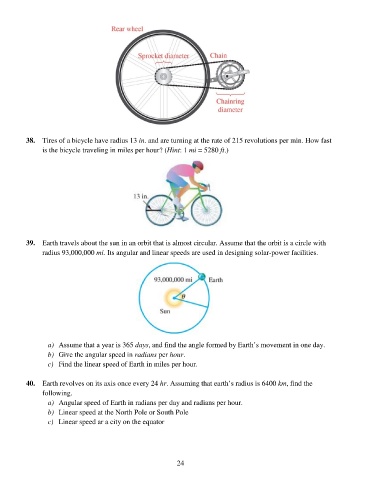 Rear wheel
Sprocket diameter Chain
Chainring
diameter
38. Tires of a bicycle have radius 13 in. and are turning at the rate of 215 revolutions per min. How fast
is the bicycle traveling in miles per hour? (Hint: 1 mi = 5280 ft.)
13 in.
39. Earth travels about the sun in an orbit that is almost circular. Assume that the orbit is a circle with
radius 93,000,000 mi. Its angular and linear speeds are used in designing solar-power facilities.
93,000,000 mi Earth
θ
Sun
a) Assume that a year is 365 days, and find the angle formed by Earth's movement in one day.
b) Give the angular speed in radians per hour.
c) Find the linear speed of Earth in miles per hour.
40. Earth revolves on its axis once every 24 hr. Assuming that earth's radius is 6400 km, find the
following.
a) Angular speed of Earth in radians per day and radians per hour.
b) Linear speed at the North Pole or South Pole
c) Linear speed ar a city on the equator
24